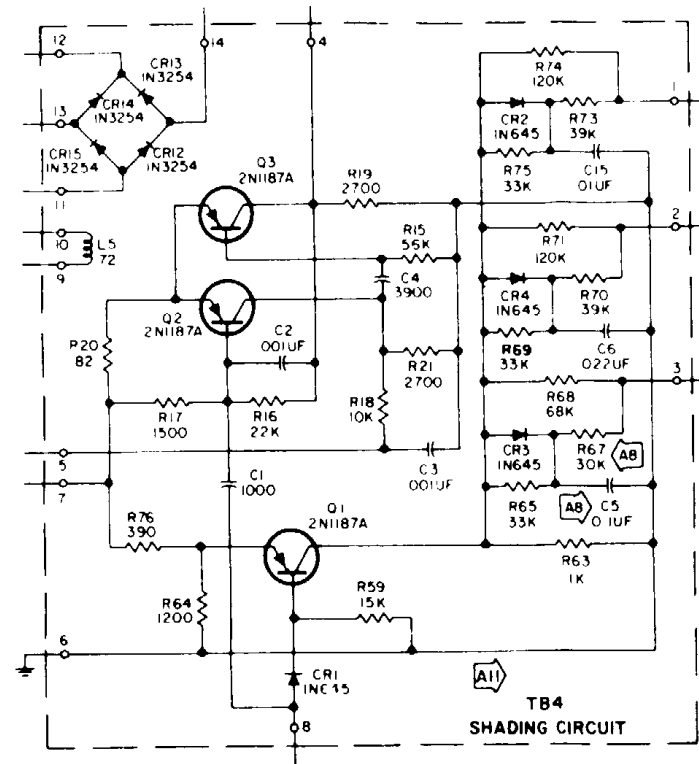 12
CR13
1N3254
14
4
CR14
1N3254
13
CR15
1N3254
CR12
1N3254
11
10
L5
72
9
Q3
2N1187A
R19
2700
R15
56K
C4
3900
Q2
2N1187A
C2
.001UF
R20
82
R21
2700
R18
10K
R17
1500
R16
22K
5
7
C3
.001UF
C1
1000
Q1
2N1187A
R76
390
R64
1200
R59
15K
6
CR1
8
R74
120K
1
CR2
1N645
R73
39K
R75
33K
C15
.01UF
2
R71
120K
CR4
1N645
R70
39K
R69
33K
C6
.022UF
3
R68
68K
CR3
1N645
R67
30K
A8
R65
33K
A8
C5
0.1UF
R63
1K
A11
TB4
SHADING CIRCUIT